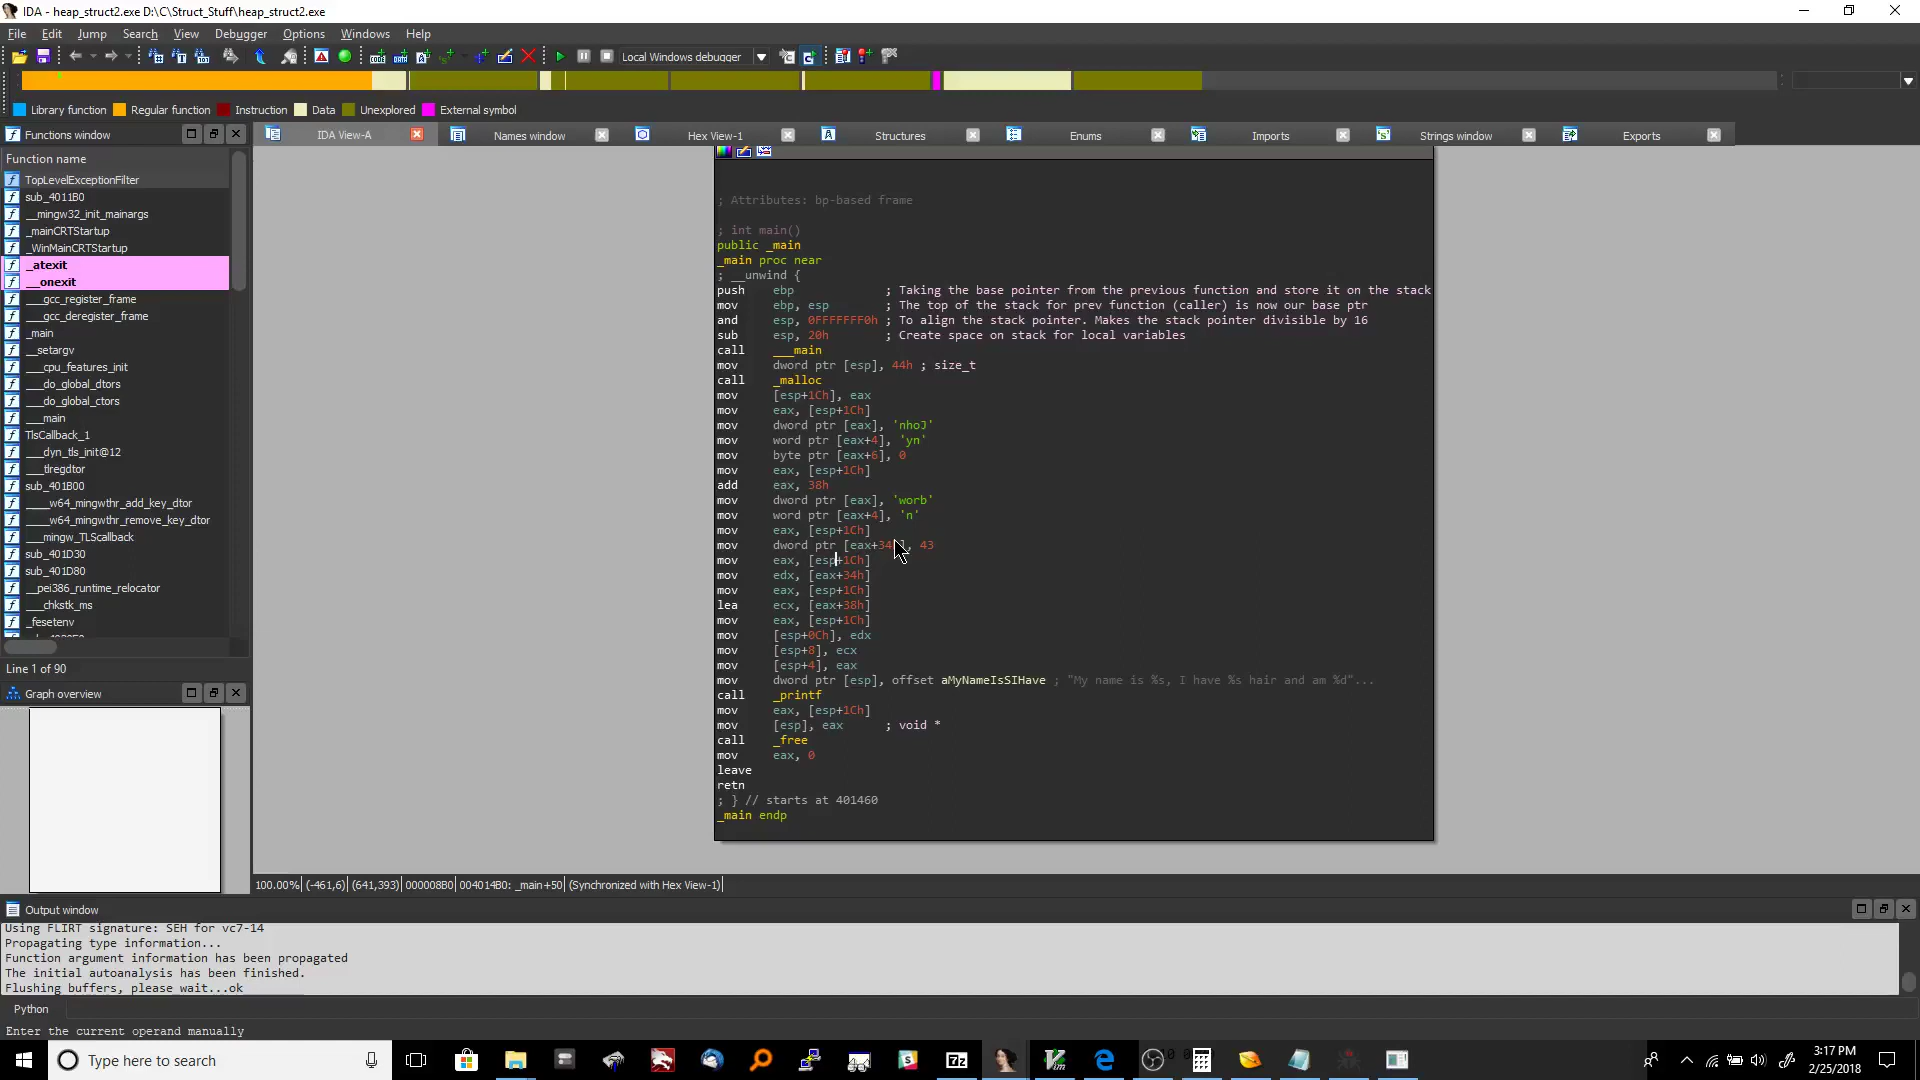 IDA - heap_struct2.exe D:\C\Struct_Stuff\heap_struct2.exe
File Edit Jump Search View Debugger Options Windows Help
Local Windows debugger
Library function Regular function Instruction Data Unexplored External symbol
Functions window
IDA View-A Names window Hex View-1 Structures Enums Imports Strings window Exports
Function name
TopLevelExceptionFilter
sub_4011B0
__mingw32_init_mainargs
_mainCRTStartup
_WinMainCRTStartup
_atexit
__onexit
___gcc_register_frame
___gcc_deregister_frame
_main
__setargv
___cpu_features_init
___do_global_dtors
___do_global_ctors
___main
TlsCallback_1
___dyn_tls_init@12
___tlregdtor
sub_401B00
____w64_mingwthr_add_key_dtor
____w64_mingwthr_remove_key_dtor
___mingw_TLScallback
sub_401D30
sub_401D80
__pei386_runtime_relocator
___chkstk_ms
_fesetenv
Line 1 of 90
Graph overview
; Attributes: bp-based frame
; int main()
public _main
_main proc near
; __unwind {
push ebp ; Taking the base pointer from the previous function and store it on the stack
mov ebp, esp ; The top of the stack for prev function (caller) is now our base ptr
and esp, 0FFFFFFF0h ; To align the stack pointer. Makes the stack pointer divisible by 16
sub esp, 20h ; Create space on stack for local variables
call ___main
mov dword ptr [esp], 44h ; size_t
call _malloc
mov [esp+1Ch], eax
mov eax, [esp+1Ch]
mov dword ptr [eax], 'nhoJ'
mov word ptr [eax+4], 'yn'
mov byte ptr [eax+6], 0
mov eax, [esp+1Ch]
add eax, 38h
mov dword ptr [eax], 'worb'
mov word ptr [eax+4], 'n'
mov eax, [esp+1Ch]
mov dword ptr [eax+34h], 43
mov eax, [esp+1Ch]
mov edx, [eax+34h]
mov eax, [esp+1Ch]
lea ecx, [eax+38h]
mov eax, [esp+1Ch]
mov [esp+0Ch], edx
mov [esp+8], ecx
mov [esp+4], eax
mov dword ptr [esp], offset aMyNameIsSIHave ; "My name is %s, I have %s hair and am %d"...
call _printf
mov eax, [esp+1Ch]
mov [esp], eax ; void *
call _free
mov eax, 0
leave
retn
; } // starts at 401460
_main endp
100.00% (-461,6) (641,393) 000008B0 004014B0: _main+50 (Synchronized with Hex View-1)
Output window
Using FLIRT signature: SEH for vc7-14
Propagating type information...
Function argument information has been propagated
The initial autoanalysis has been finished.
Flushing buffers, please wait...ok
Python
Enter the current operand manually
Type here to search
3:17 PM
2/25/2018